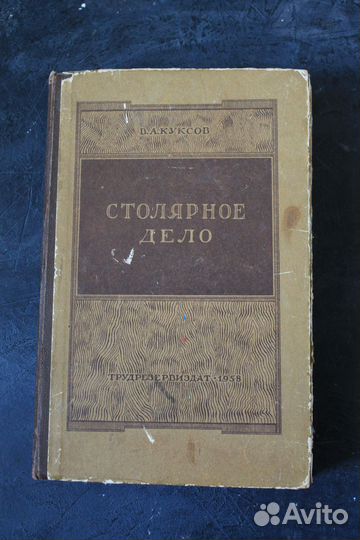 В.А.КУКСОВ
СТОЛЯРНОЕ
ДЕЛО
ТРУДРЕЗЕРВИЗДАТ·1958
Avito